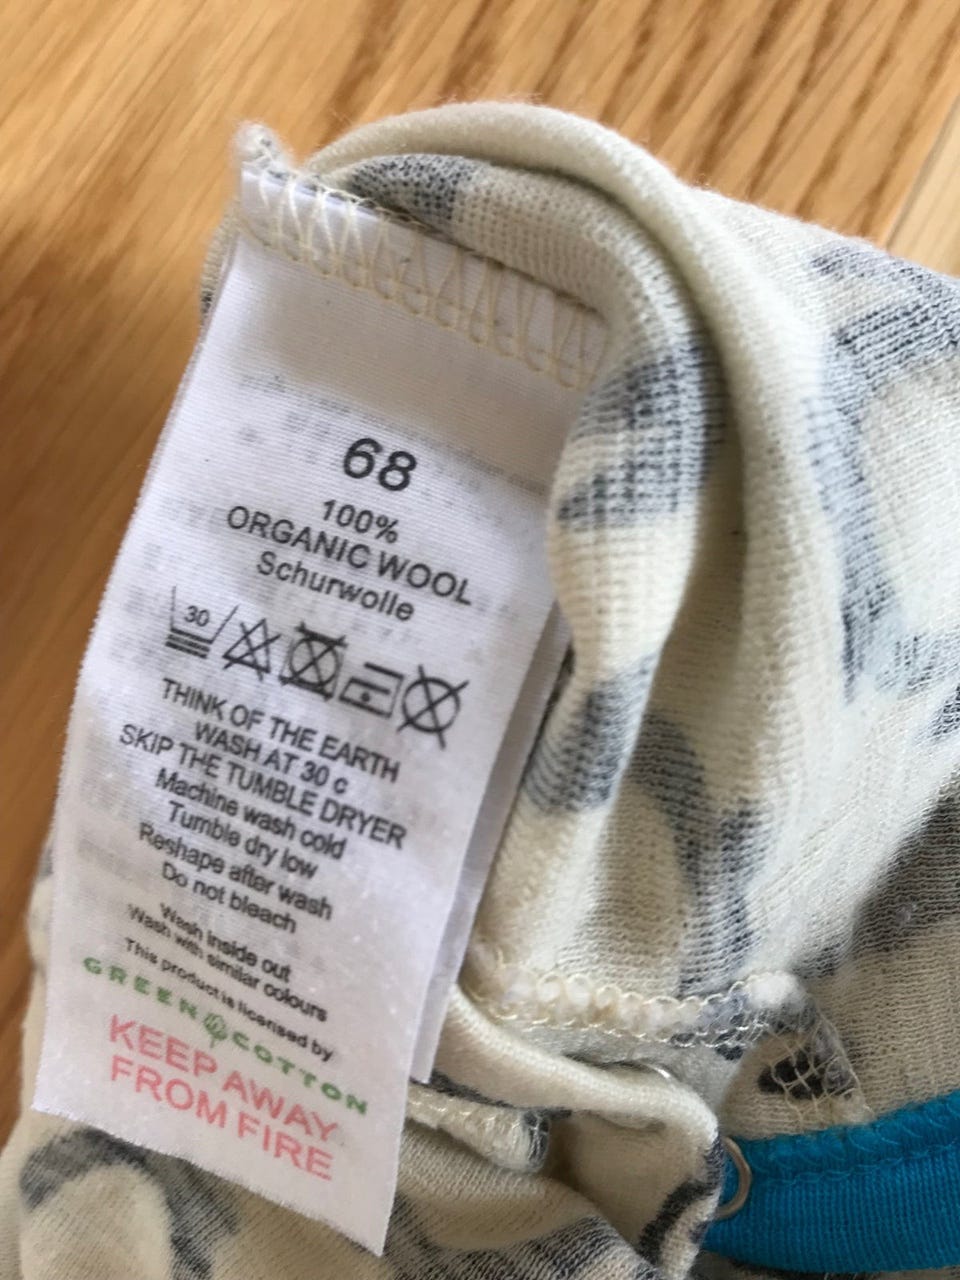 68
100%
ORGANIC WOOL
Schurwolle
30
THINK OF THE EARTH
WASH AT 30 c
SKIP THE TUMBLE DRYER
Machine wash cold
Tumble dry low
Reshape after wash
Do not bleach
Wash inside out
Wash with similar colours
This product is licensed by
GREEN COTTON
KEEP AWAY
FROM FIRE